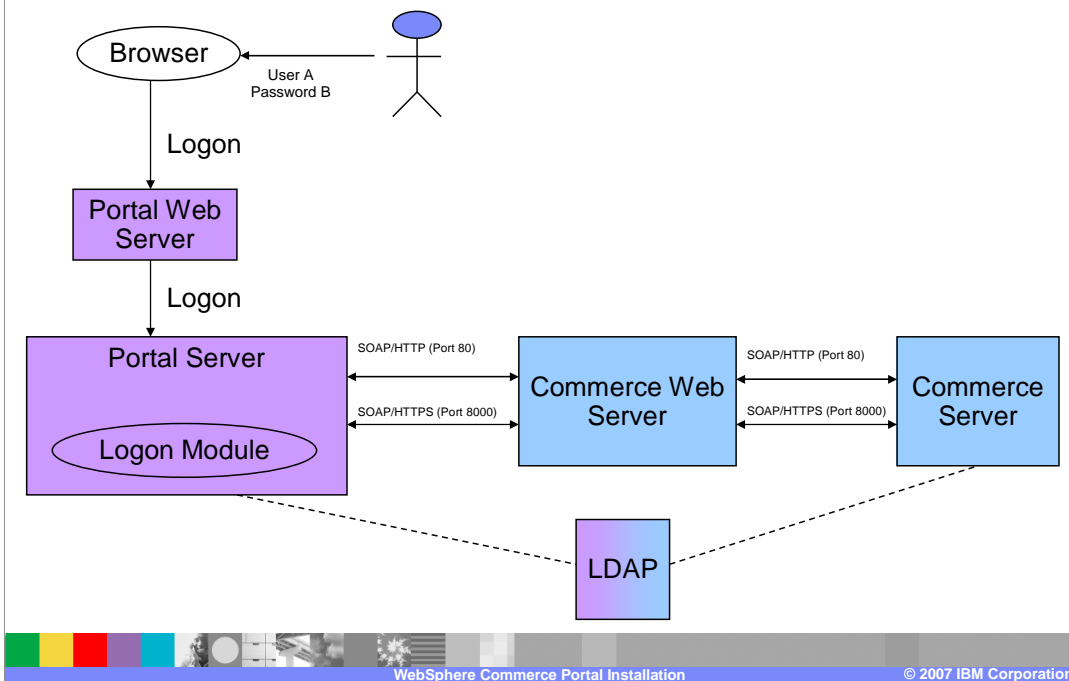 Browser
User A
Password B
Logon
Portal Web
Server
Logon
Portal Server
Logon Module
SOAP/HTTP (Port 80)
SOAP/HTTPS (Port 8000)
Commerce Web
Server
SOAP/HTTP (Port 80)
SOAP/HTTPS (Port 8000)
Commerce
Server
LDAP
WebSphere Commerce Portal Installation
© 2007 IBM Corporation